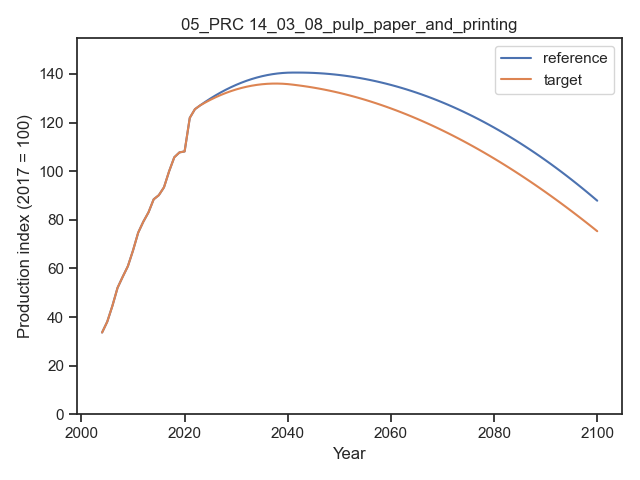 05_PRC 14_03_08_pulp_paper_and_printing
reference
target
Production index (2017 = 100)
140
120
100
80
60
40
20
0
2000
2020
2040
2060
2080
2100
Year